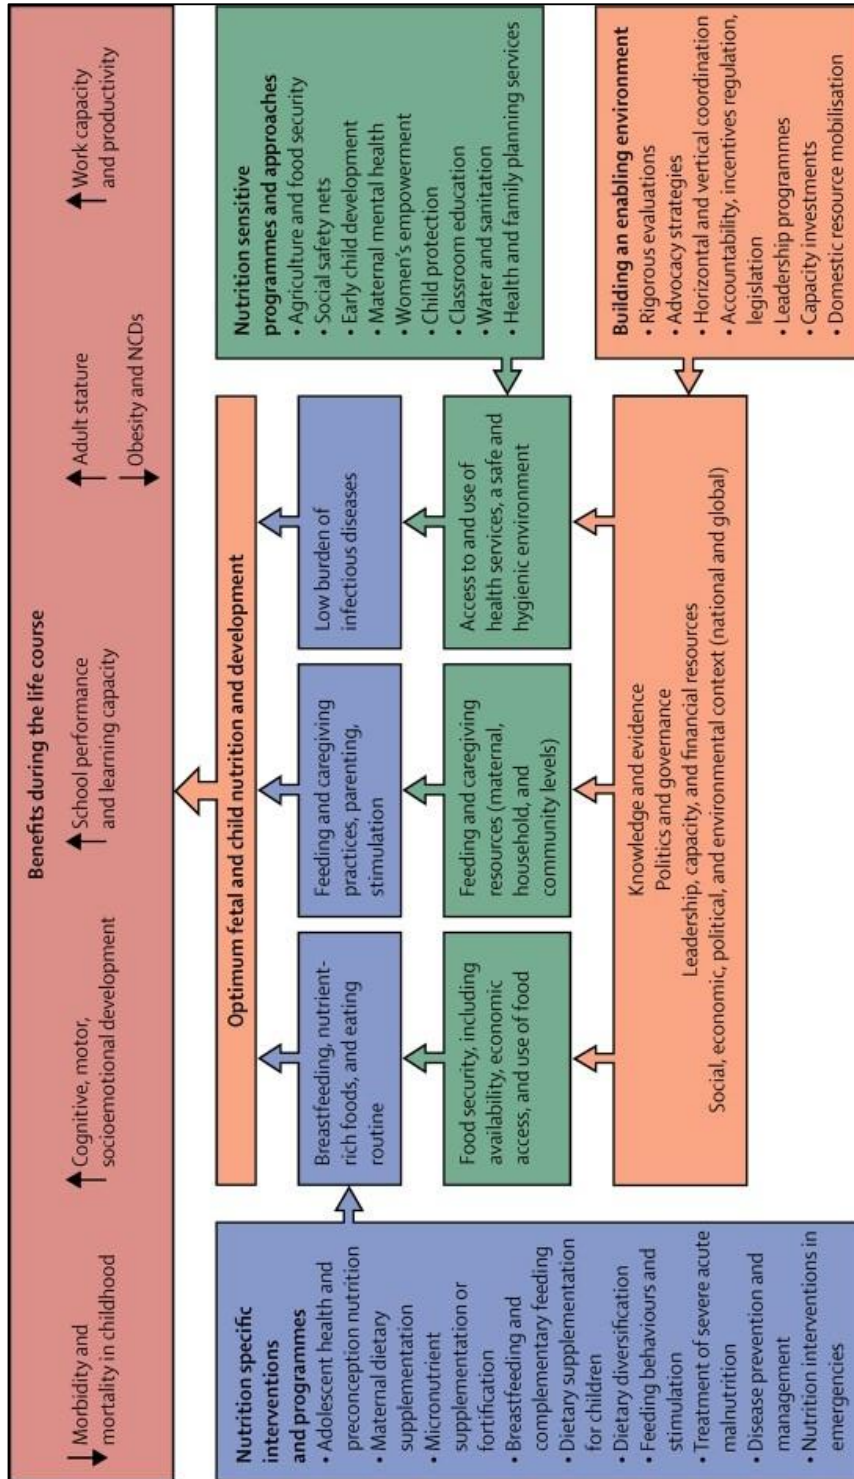 Benefits during the life course
Morbidity and
mortality in childhood
Cognitive, motor,
socioemotional development
School performance
and learning capacity
Adult stature
Obesity and NCDs
Work capacity
and productivity
Nutrition specific
interventions
and programmes
• Adolescent health and
preconception nutrition
• Maternal dietary
supplementation
• Micronutrient
supplementation or
fortification
• Breastfeeding and
complementary feeding
• Dietary supplementation
for children
• Dietary diversification
• Feeding behaviours and
stimulation
• Treatment of severe acute
malnutrition
• Disease prevention and
management
• Nutrition interventions in
emergencies
Optimum fetal and child nutrition and development
Breastfeeding, nutrient-
rich foods, and eating
routine
Feeding and caregiving
practices, parenting,
stimulation
Low burden of
infectious diseases
Food security, including
availability, economic
access, and use of food
Feeding and caregiving
resources (maternal,
household, and
community levels)
Access to and use of
health services, a safe and
hygienic environment
Knowledge and evidence
Politics and governance
Leadership, capacity, and financial resources
Social, economic, political, and environmental context (national and global)
Nutrition sensitive
programmes and approaches
• Agriculture and food security
• Social safety nets
• Early child development
• Maternal mental health
• Women's empowerment
• Child protection
• Classroom education
• Water and sanitation
• Health and family planning services
Building an enabling environment
• Rigorous evaluations
• Advocacy strategies
• Horizontal and vertical coordination
• Accountability, incentives regulation,
legislation
• Leadership programmes
• Capacity investments
• Domestic resource mobilisation